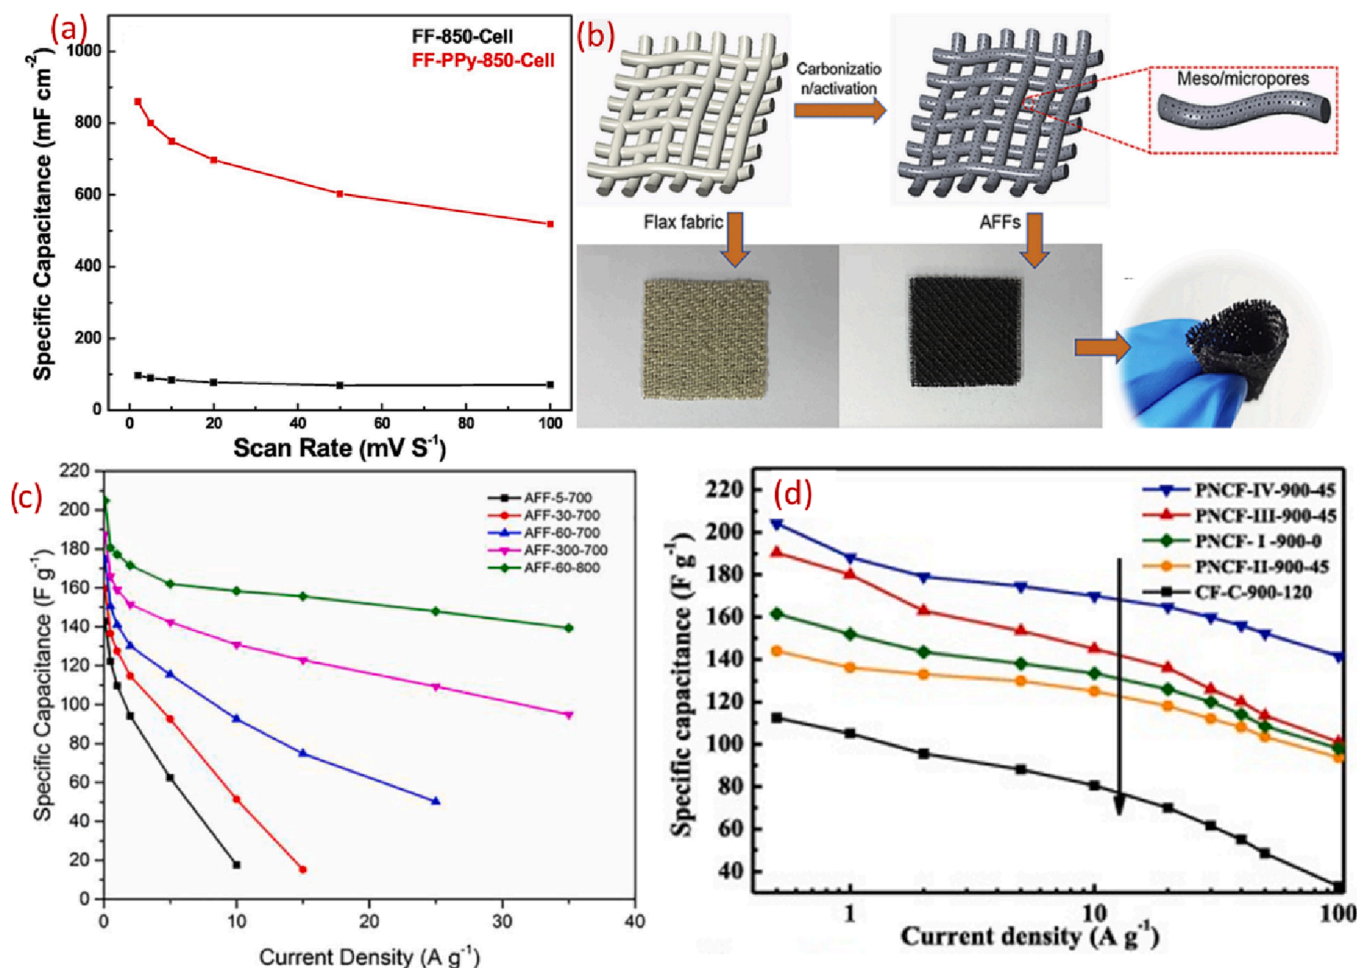 (a)
FF-850-Cell
FF-PPy-850-Cell
1000
800
600
400
200
0
Specific Capacitance (mF cm⁻²)
0 20 40 60 80 100
Scan Rate (mV S⁻¹)
(b)
Carbonizatio
n/activation
Meso/micropores
Flax fabric
AFFs
(c)
220
200
180
160
140
120
100
80
60
40
20
0
Specific Capacitance (F g⁻¹)
AFF-5-700
AFF-30-700
AFF-60-700
AFF-300-700
AFF-60-800
0 10 20 30 40
Current Density (A g⁻¹)
(d)
220
200
180
160
140
120
100
80
60
40
Specific capacitance (F g⁻¹)
PNCF-IV-900-45
PNCF-III-900-45
PNCF- I -900-0
PNCF-II-900-45
CF-C-900-120
1 10 100
Current density (A g⁻¹)